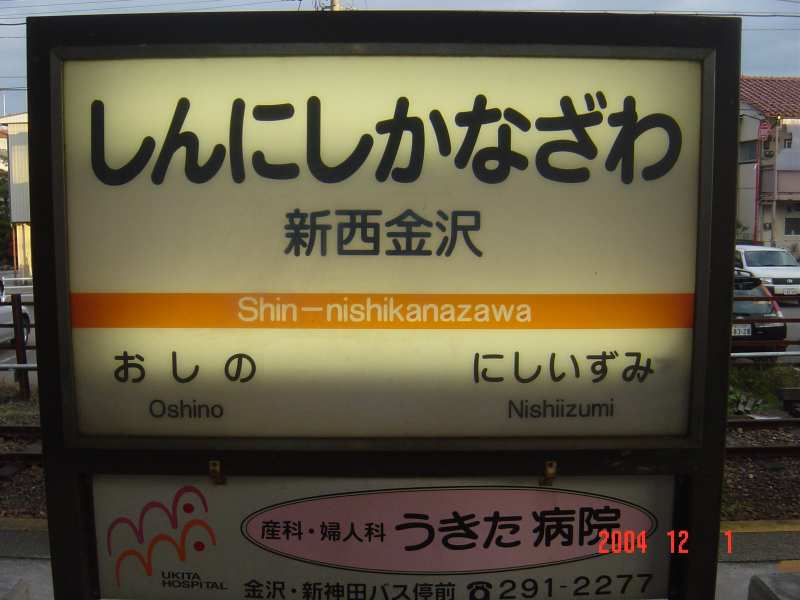 しんにしかなざわ
新西金沢
Shin-nishikanazawa
おしの にしいずみ
Oshino Nishiizumi
産科・婦人科 うきた病院
UKITA
HOSPITAL
金沢・新神田バス停前 ☎291-2277
2004 12 1